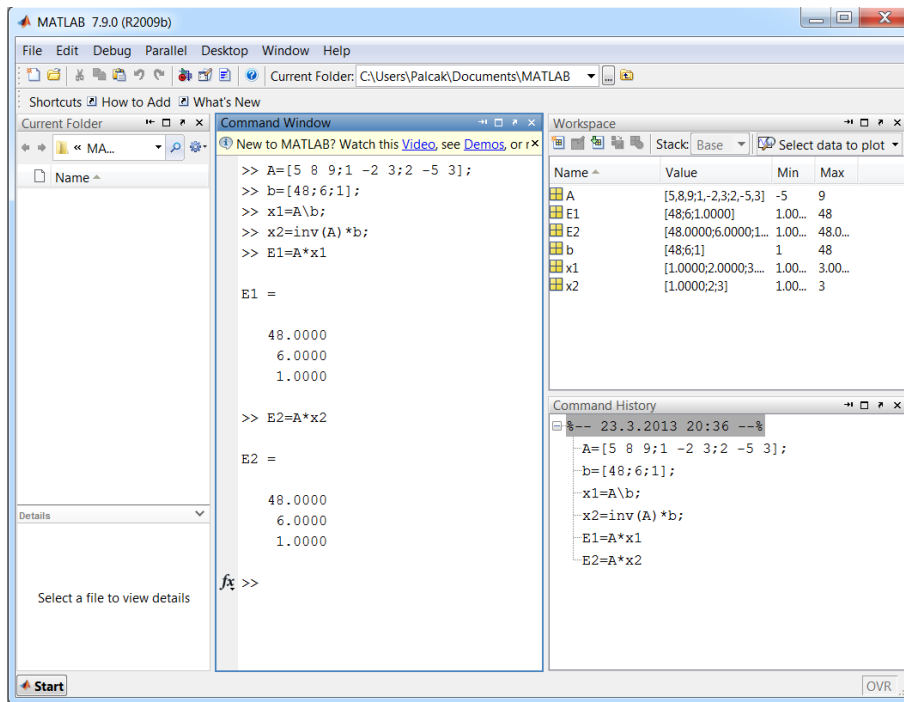 MATLAB 7.9.0 (R2009b)
File Edit Debug Parallel Desktop Window Help
Current Folder: C:\Users\Palcak\Documents\MATLAB ...
Shortcuts How to Add What's New
Current Folder
« MA...
Name
Details
Select a file to view details
Command Window
New to MATLAB? Watch this Video, see Demos, or r
>> A=[5 8 9;1 -2 3;2 -5 3];
>> b=[48;6;1];
>> x1=A\b;
>> x2=inv(A)*b;
>> E1=A*x1
E1 =
48.0000
6.0000
1.0000
>> E2=A*x2
E2 =
48.0000
6.0000
1.0000
fx >>
Workspace
Stack: Base Select data to plot
Name Value Min Max
A [5,8,9;1,-2,3;2,-5,3] -5 9
E1 [48;6;1.0000] 1.00... 48
E2 [48.0000;6.0000;1... 1.00... 48.0...
b [48;6;1] 1 48
x1 [1.0000;2.0000;3.... 1.00... 3.00...
x2 [1.0000;2;3] 1.00... 3
Command History
%-- 23.3.2013 20:36 --%
A=[5 8 9;1 -2 3;2 -5 3];
b=[48;6;1];
x1=A\b;
x2=inv(A)*b;
E1=A*x1
E2=A*x2
Start
OVR